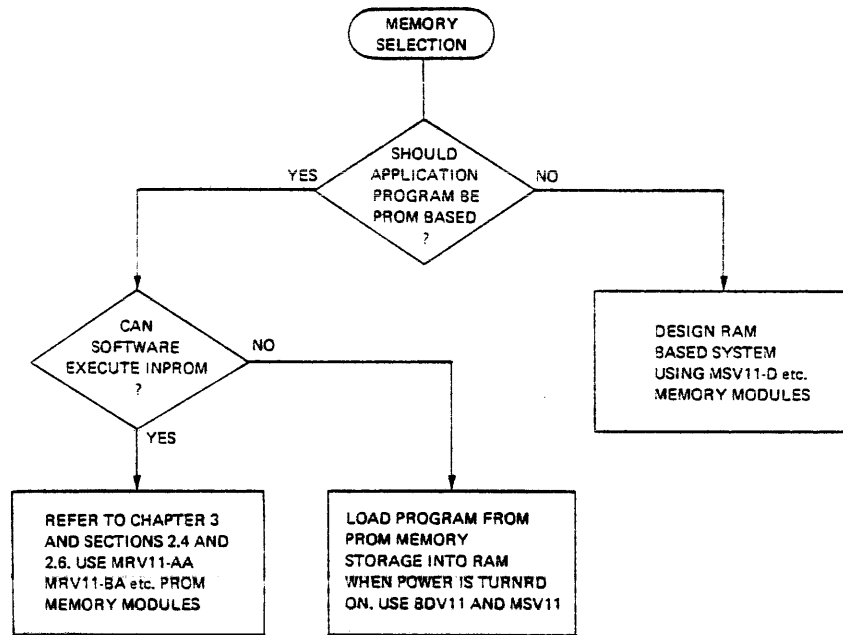 MEMORY
SELECTION
SHOULD
APPLICATION
PROGRAM BE
PROM BASED
?
YES
NO
CAN
SOFTWARE
EXECUTE INPROM
?
NO
YES
DESIGN RAM
BASED SYSTEM
USING MSV11-D etc.
MEMORY MODULES
REFER TO CHAPTER 3
AND SECTIONS 2.4 AND
2.6. USE MRV11-AA
MRV11-BA etc. PROM
MEMORY MODULES
LOAD PROGRAM FROM
PROM MEMORY
STORAGE INTO RAM
WHEN POWER IS TURNRD
ON. USE BDV11 AND MSV11